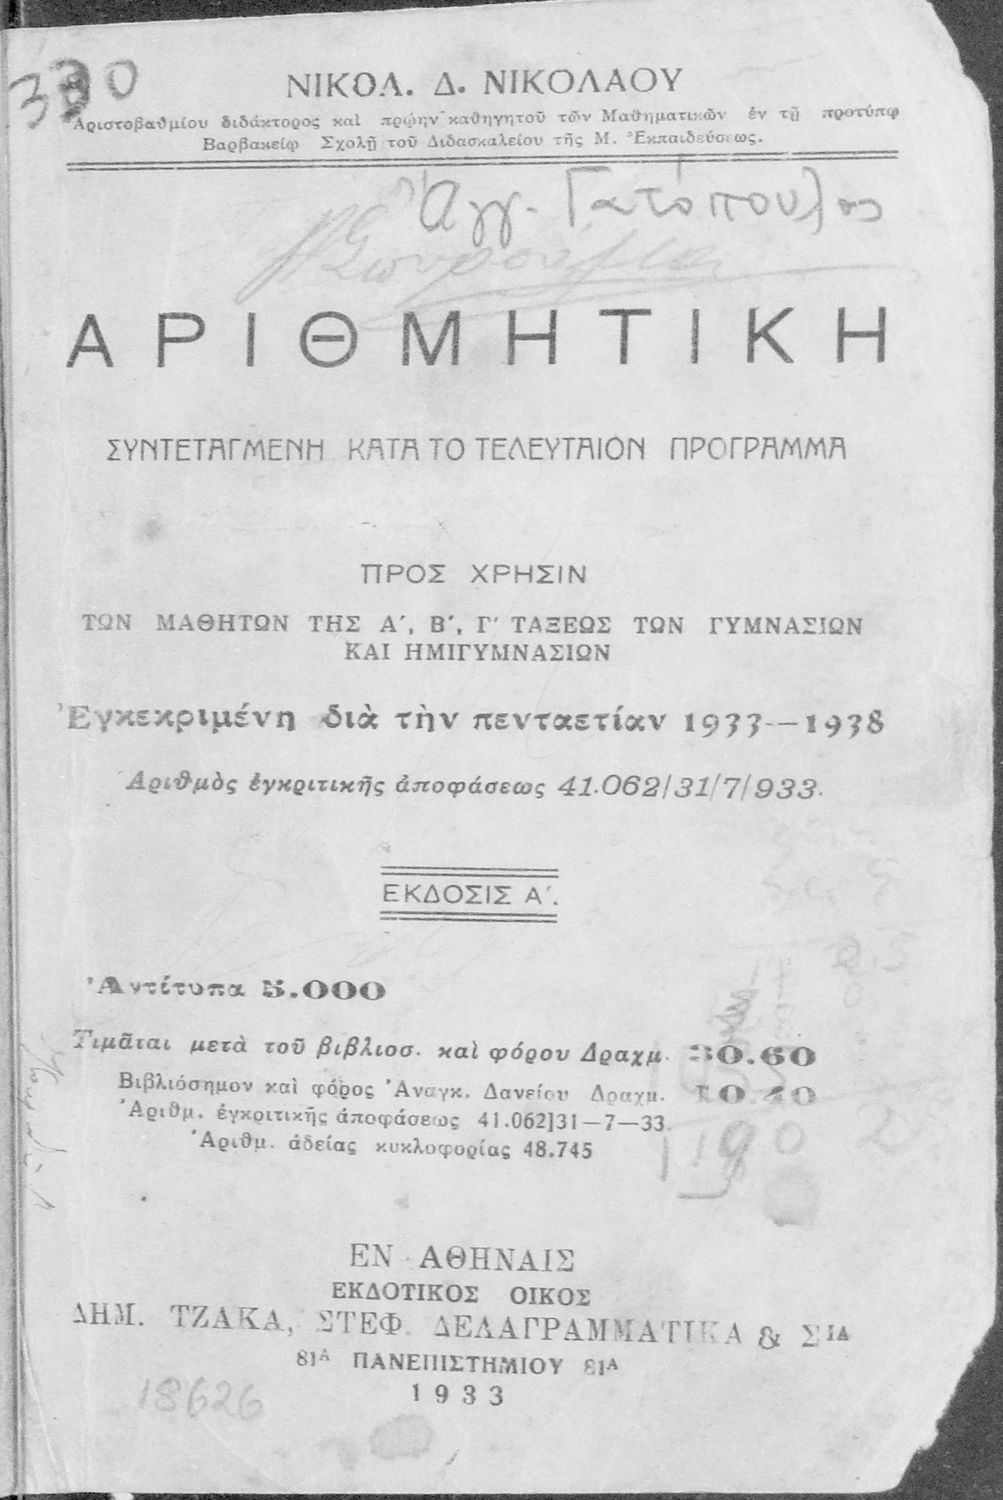 330
ΝΙΚΟΛ. Δ. ΝΙΚΟΛΑΟΥ
Ἀριστοβαθμίου διδάκτορος καὶ πρώην καθηγητοῦ τῶν Μαθηματικῶν ἐν τῇ προτύπῳ
Βαρβακείῳ Σχολῇ τοῦ Διδασκαλείου τῆς Μ. Ἐκπαιδεύσεως.
Ἀγγ. Γατόπουλος
ΑΡΙΘΜΗΤΙΚΗ
ΣΥΝΤΕΤΑΓΜΕΝΗ ΚΑΤΑ ΤΟ ΤΕΛΕΥΤΑΙΟΝ ΠΡΟΓΡΑΜΜΑ
ΠΡΟΣ ΧΡΗΣΙΝ
ΤΩΝ ΜΑΘΗΤΩΝ ΤΗΣ Α΄, Β΄, Γ΄ ΤΑΞΕΩΣ ΤΩΝ ΓΥΜΝΑΣΙΩΝ
ΚΑΙ ΗΜΙΓΥΜΝΑΣΙΩΝ
Ἐγκεκριμένη διὰ τὴν πενταετίαν 1933—1938
Ἀριθμὸς ἐγκριτικῆς ἀποφάσεως 41.062/31/7/933.
ΕΚΔΟΣΙΣ Α΄.
Ἀντίτυπα 5.000
Τιμᾶται μετὰ τοῦ βιβλιοσ. καὶ φόρου Δραχμ. 30.60
Βιβλιόσημον καὶ φόρος Ἀναγκ. Δανείου Δραχμ. 10.40
Ἀριθμ. ἐγκριτικῆς ἀποφάσεως 41.062]31—7—33.
Ἀριθμ. ἀδείας κυκλοφορίας 48.745
1190
ΕΝ ΑΘΗΝΑΙΣ
ΕΚΔΟΤΙΚΟΣ ΟΙΚΟΣ
ΔΗΜ. ΤΖΑΚΑ, ΣΤΕΦ. ΔΕΛΑΓΡΑΜΜΑΤΙΚΑ & ΣΙΑ
81Α ΠΑΝΕΠΙΣΤΗΜΙΟΥ 81Α
1933
18626